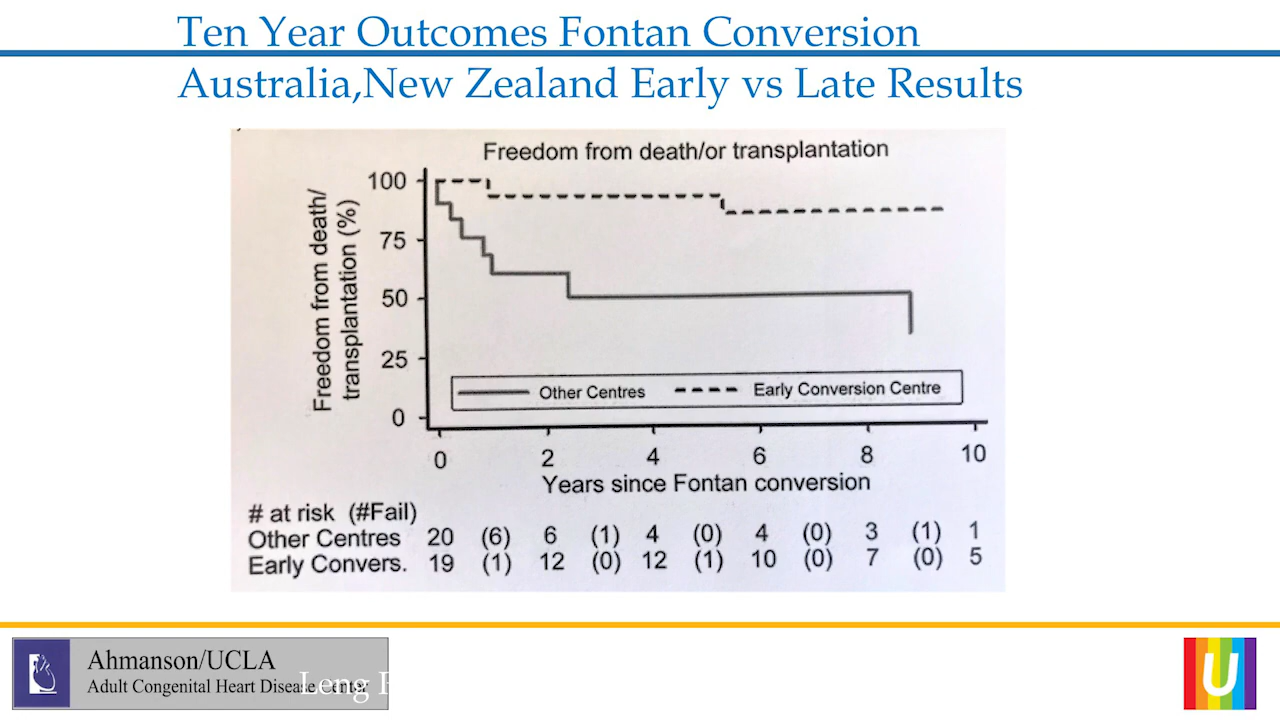 Ten Year Outcomes Fontan Conversion
Australia,New Zealand Early vs Late Results
Freedom from death/or transplantation
Freedom from death/
transplantation (%)
100
75
50
25
0
Other Centres Early Conversion Centre
0 2 4 6 8 10
Years since Fontan conversion
# at risk (#Fail)
Other Centres 20 (6) 6 (1) 4 (0) 4 (0) 3 (1) 1
Early Convers. 19 (1) 12 (0) 12 (1) 10 (0) 7 (0) 5
Ahmanson/UCLA
Adult Congenital Heart Disease Center
Leng
U